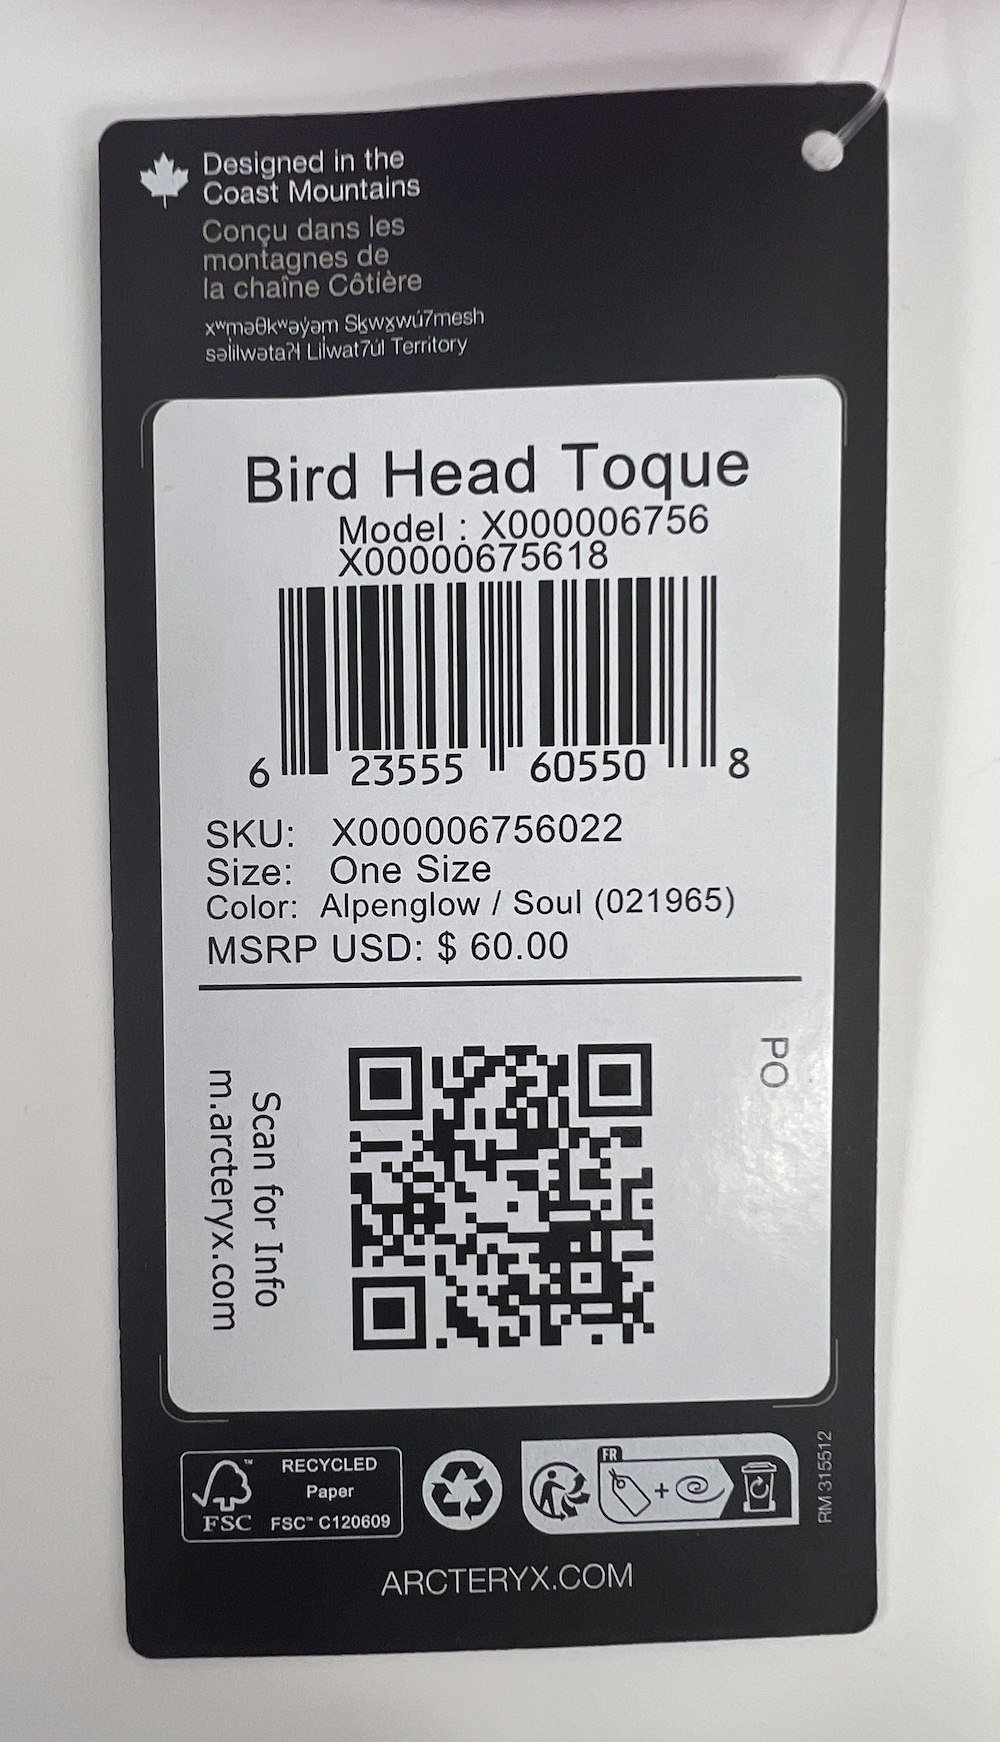 Designed in the
Coast Mountains
Conçu dans les
montagnes de
la chaîne Côtière
xʷməθkʷəy̓əm Sḵwx̱wú7mesh
səl̓ilwətaʔɬ Lil̓wat7úl Territory
Bird Head Toque
Model : X000006756
X00000675618
6 23555 60550 8
SKU: X000006756022
Size: One Size
Color: Alpenglow / Soul (021965)
MSRP USD: $ 60.00
PO
Scan for Info
m.arcteryx.com
FSC™
RECYCLED
Paper
FSC™ C120609
FR
+
RM 315512
ARCTERYX.COM